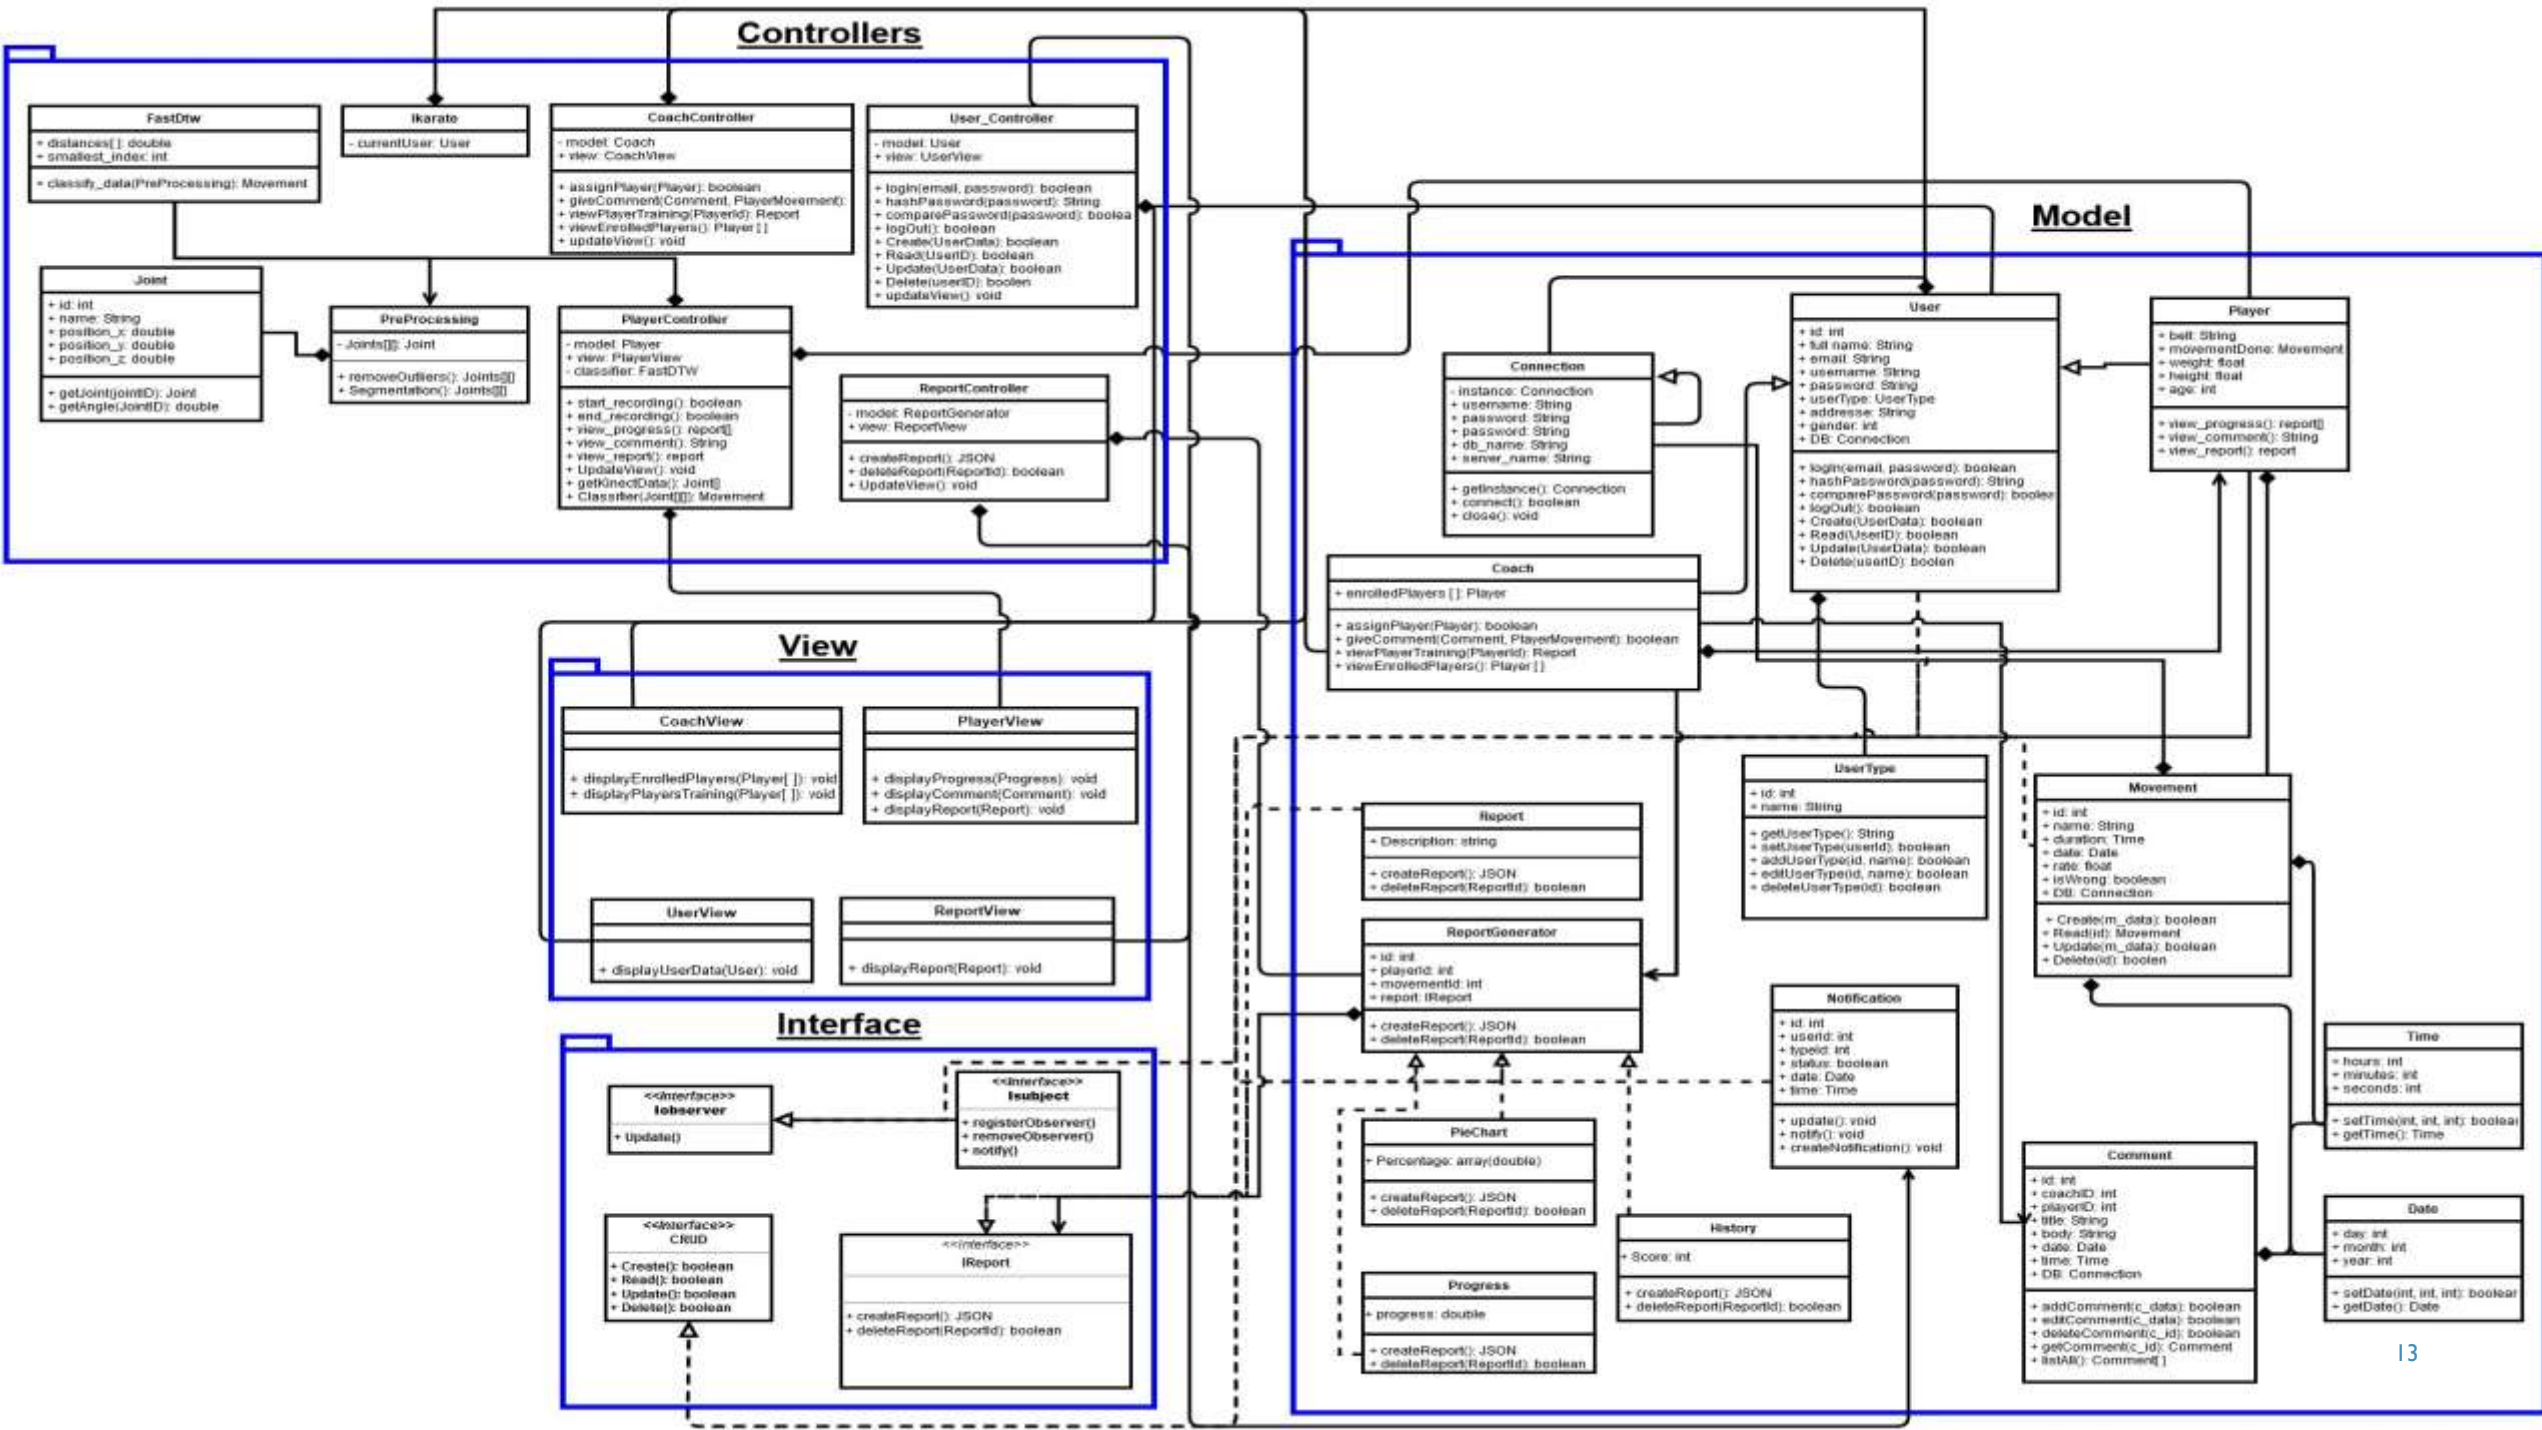 Controllers
FastDtw
+ distances[ ]: double
+ smallest_index: int
+ classify_data(PreProcessing): Movement
Ikarato
- currentUser: User
CoachController
- model: Coach
+ view: CoachView
+ assignPlayer(Player): boolean
+ giveComment(Comment, PlayerMovement):
+ viewPlayerTraining(PlayerId): Report
+ viewEnrolledPlayers(): Player [ ]
+ updateView(): void
User_Controller
- model: User
+ view: UserView
+ login(email, password): boolean
+ hashPassword(password): String
+ comparePassword(password): boolea
+ logOut(): boolean
+ Create(UserData): boolean
+ Read(UserID): boolean
+ Update(UserData): boolean
+ Delete(userID): boolen
+ updateView(): void
Joint
+ id: int
+ name: String
+ position_x: double
+ position_y: double
+ position_z: double
+ getJoint(jointID): Joint
+ getAngle(JointID): double
PreProcessing
- Joints[][]: Joint
+ removeOutliers(): Joints[][]
+ Segmentation(): Joints[][]
PlayerController
- model: Player
+ view: PlayerView
- classifier: FastDTW
+ start_recording(): boolean
+ end_recording(): boolean
+ view_progress(): report[]
+ view_comment(): String
+ view_report(): report
+ UpdateView(): void
+ getKinectData(): Joint[]
+ Classifier(Joint[][]): Movement
ReportController
- model: ReportGenerator
+ view: ReportView
+ createReport(): JSON
+ deleteReport(ReportId): boolean
+ UpdateView(): void
Model
Connection
- instance: Connection
+ username: String
+ password: String
+ password: String
+ db_name: String
+ server_name: String
+ getInstance(): Connection
+ connect(): boolean
+ close(): void
User
+ id: int
+ full name: String
+ email: String
+ username: String
+ password: String
+ userType: UserType
+ addresse: String
+ gender: int
+ DB: Connection
+ login(email, password): boolean
+ hashPassword(password): String
+ comparePassword(password): boolea
+ logOut(): boolean
+ Create(UserData): boolean
+ Read(UserID): boolean
+ Update(UserData): boolean
+ Delete(userID): boolen
Player
+ belt: String
+ movementDone: Movement
+ weight: float
+ height: float
+ age: int
+ view_progress(): report[]
+ view_comment(): String
+ view_report(): report
Coach
+ enrolledPlayers [ ]: Player
+ assignPlayer(Player): boolean
+ giveComment(Comment, PlayerMovement): boolean
+ viewPlayerTraining(PlayerId): Report
+ viewEnrolledPlayers(): Player [ ]
View
CoachView
+ displayEnrolledPlayers(Player[ ]): void
+ displayPlayersTraining(Player[ ]): void
PlayerView
+ displayProgress(Progress): void
+ displayComment(Comment): void
+ displayReport(Report): void
UserView
+ displayUserData(User): void
ReportView
+ displayReport(Report): void
Report
+ Description: string
+ createReport(): JSON
+ deleteReport(ReportId): boolean
ReportGenerator
+ id: int
+ playerId: int
+ movementId: int
+ report: IReport
+ createReport(): JSON
+ deleteReport(ReportId): boolean
UserType
+ id: int
+ name: String
+ getUserType(): String
+ setUserType(userId): boolean
+ addUserType(id, name): boolean
+ editUserType(id, name): boolean
+ deleteUserType(id): boolean
Movement
+ id: int
+ name: String
+ duration: Time
+ date: Date
+ rate: float
+ isWrong: boolean
+ DB: Connection
+ Create(m_data): boolean
+ Read(id): Movement
+ Update(m_data): boolean
+ Delete(id): boolen
Notification
+ id: int
+ userId: int
+ typeId: int
+ status: boolean
+ date: Date
+ time: Time
+ update(): void
+ notify(): void
+ createNotification(): void
Time
+ hours: int
+ minutes: int
+ seconds: int
+ setTime(int, int, int): boolea
+ getTime(): Time
Interface
<<Interface>>
Iobserver
+ Update()
<<Interface>>
Isubject
+ registerObserver()
+ removeObserver()
+ notify()
<<Interface>>
CRUD
+ Create(): boolean
+ Read(): boolean
+ Update(): boolean
+ Delete(): boolean
<<Interface>>
IReport
+ createReport(): JSON
+ deleteReport(ReportId): boolean
PieChart
+ Percentage: array(double)
+ createReport(): JSON
+ deleteReport(ReportId): boolean
History
+ Score: int
+ createReport(): JSON
+ deleteReport(ReportId): boolean
Progress
+ progress: double
+ createReport(): JSON
+ deleteReport(ReportId): boolean
Comment
+ id: int
+ coachID: int
+ playerID: int
+ title: String
+ body: String
+ date: Date
+ time: Time
+ DB: Connection
+ addComment(c_data): boolean
+ editComment(c_data): boolean
+ deleteComment(c_id): boolean
+ getComment(c_id): Comment
+ listAll(): Comment[ ]
Date
+ day: int
+ month: int
+ year: int
+ setDate(int, int, int): boolear
+ getDate(): Date
13